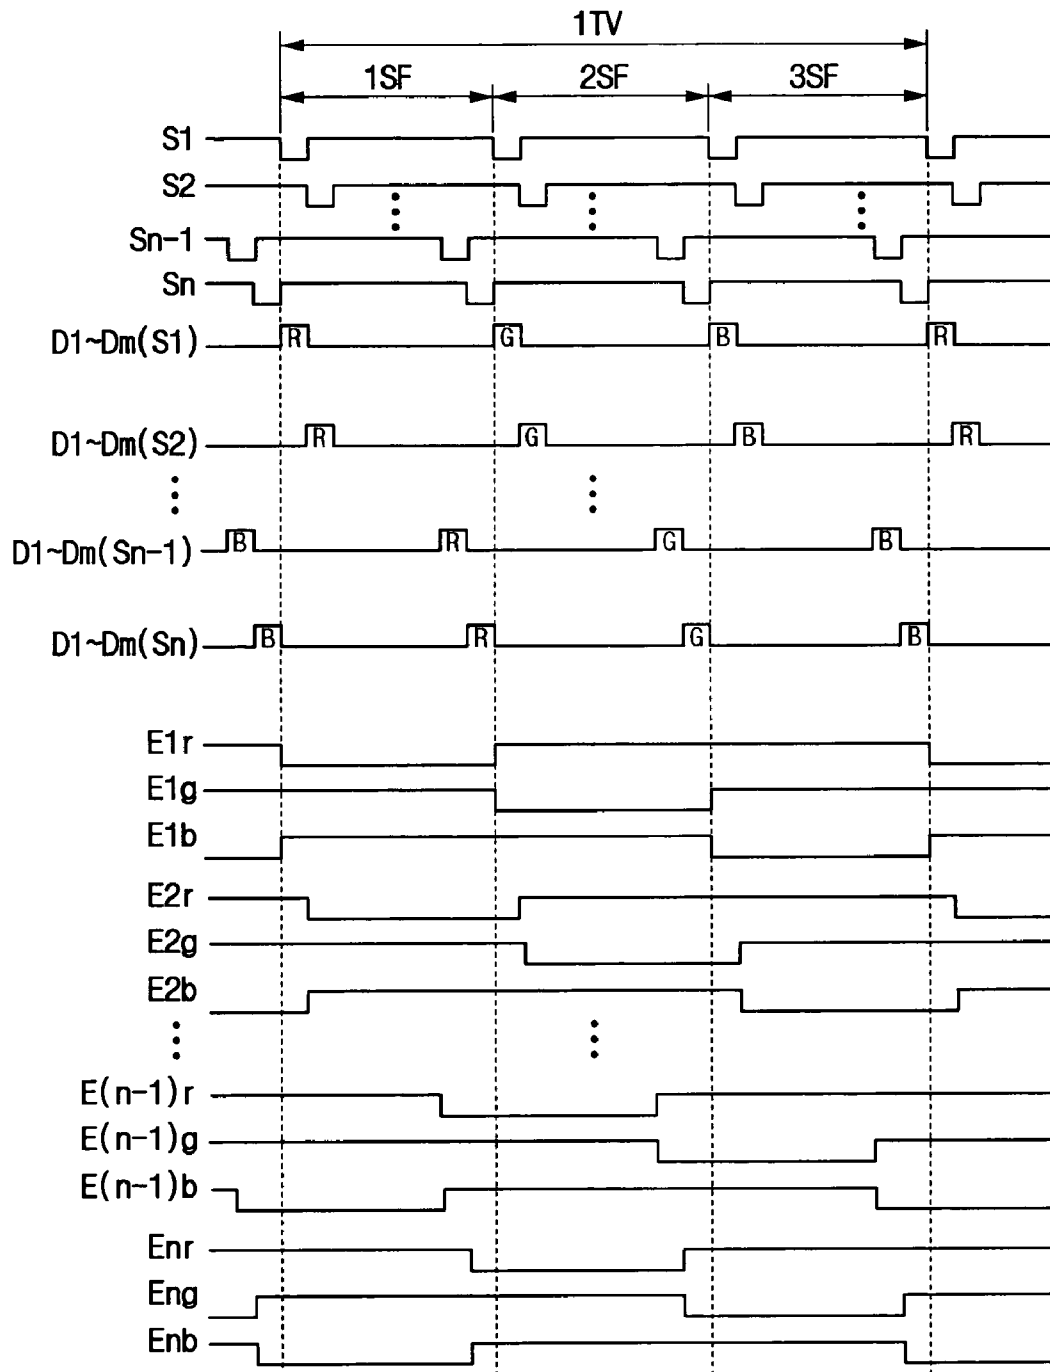 1TV
1SF 2SF 3SF
S1
S2
Sn-1
Sn
D1~Dm(S1) R G B R
D1~Dm(S2) R G B R
D1~Dm(Sn-1) B R G B
D1~Dm(Sn) B R G B
E1r
E1g
E1b
E2r
E2g
E2b
E(n-1)r
E(n-1)g
E(n-1)b
Enr
Eng
Enb